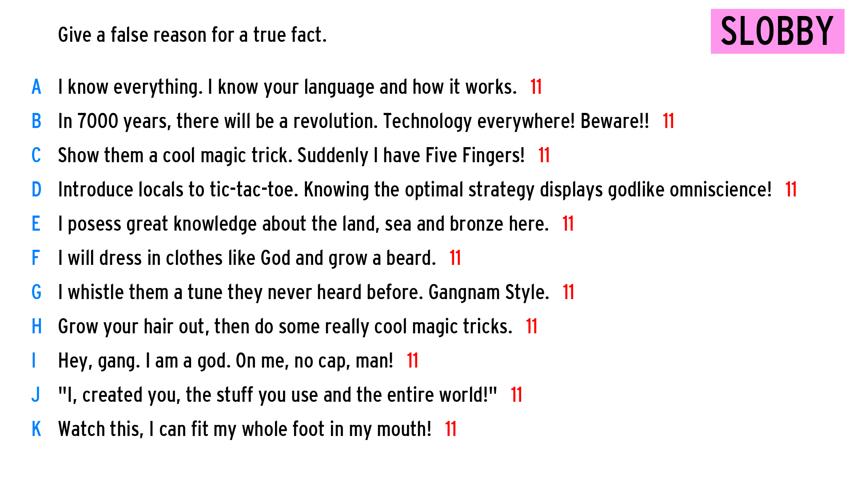 Give a false reason for a true fact.
SLOBBY
A I know everything. I know your language and how it works. 11
B In 7000 years, there will be a revolution. Technology everywhere! Beware!! 11
C Show them a cool magic trick. Suddenly I have Five Fingers! 11
D Introduce locals to tic-tac-toe. Knowing the optimal strategy displays godlike omniscience! 11
E I posess great knowledge about the land, sea and bronze here. 11
F I will dress in clothes like God and grow a beard. 11
G I whistle them a tune they never heard before. Gangnam Style. 11
H Grow your hair out, then do some really cool magic tricks. 11
I Hey, gang. I am a god. On me, no cap, man! 11
J "I, created you, the stuff you use and the entire world!" 11
K Watch this, I can fit my whole foot in my mouth! 11